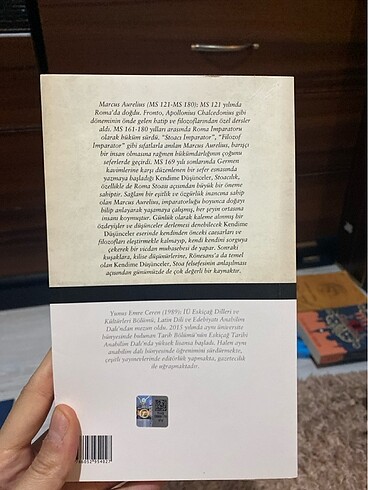 Marcus Aurelius (MS 121-MS 180); MS 121 yılında
Roma'da doğdu. Fronto, Apollonius Chalcedonius gibi
döneminin önde gelen hatip ve filozoflarından özel dersler
aldı. MS 161-180 yılları arasında Roma İmparatoru
olarak hüküm sürdü. "Stoacı İmparator", "Filozof
İmparator" gibi sıfatlarla anılan Marcus Aurelius, barışçı
bir insan olmasına rağmen hükümdarlığının çoğunu
seferlerde geçirdi. MS 169 yılı sonlarında Germen
kavimlerine karşı düzenlenen bir sefer esnasında
yazmaya başladığı Kendime Düşünceler, Stoacılık,
özellikle de Roma Stoası açısından büyük bir öneme
sahiptir. Sağlam bir eşitlik ve özgürlük inancına sahip
olan Marcus Aurelius, imparatorluğu boyunca doğayı
bilip anlayarak yaşamaya çalışmış, her şeyin ortasına
insanı koymuştur. Günlük olarak kaleme alınmış bir
özdeyişler ve düşünceler derlemesi denebilecek Kendime
Düşünceler eserinde kendinden önceki caesarları ve
filozofları eleştirmekle kalmayıp, kendi kendini sorguya
çekerek bir vicdan muhasebesi de yapar. Sonraki
kuşaklara, kilise düşünürlerine, Rönesans'a da temel
olan Kendime Düşünceler, Stoa felsefesinin anlaşılması
açısından günümüzde de çok değerli bir kaynaktır.
Yunus Emre Ceren (1989): İÜ Eskiçağ Dilleri ve
Kültürleri Bölümü, Latin Dili ve Edebiyatı Anabilim
Dalı'ndan mezun oldu. 2015 yılında aynı üniversite
bünyesinde bulunan Tarih Bölümü'nün Eskiçağ Tarihi
Anabilim Dalı'nda yüksek lisansa başladı. Halen aynı
anabilim dalı bünyesinde öğrenimini sürdürmekte,
çeşitli yayınevlerinde editörlük yapmakta, gazetecilik
ile uğraşmaktadır.